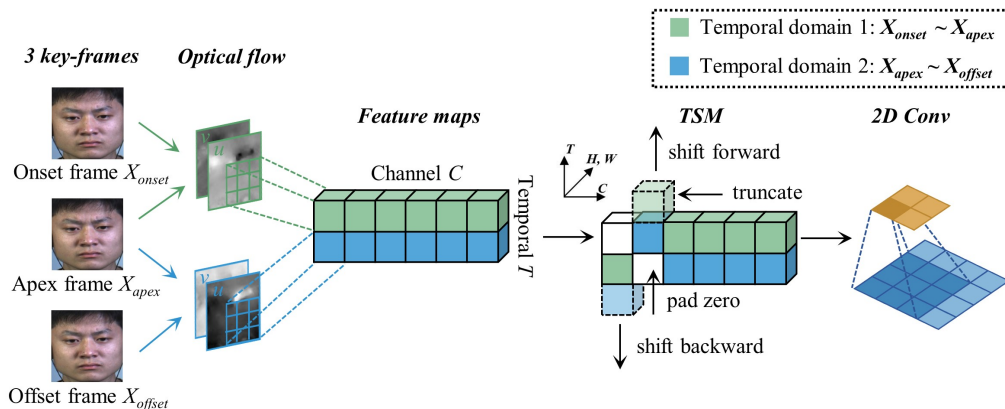 Temporal domain 1: X_onset ~ X_apex
Temporal domain 2: X_apex ~ X_offset
3 key-frames
Optical flow
Feature maps
TSM
2D Conv
Onset frame X_onset
Apex frame X_apex
Offset frame X_offset
v
u
v
u
Channel C
Temporal T
T
H, W
C
shift forward
truncate
pad zero
shift backward